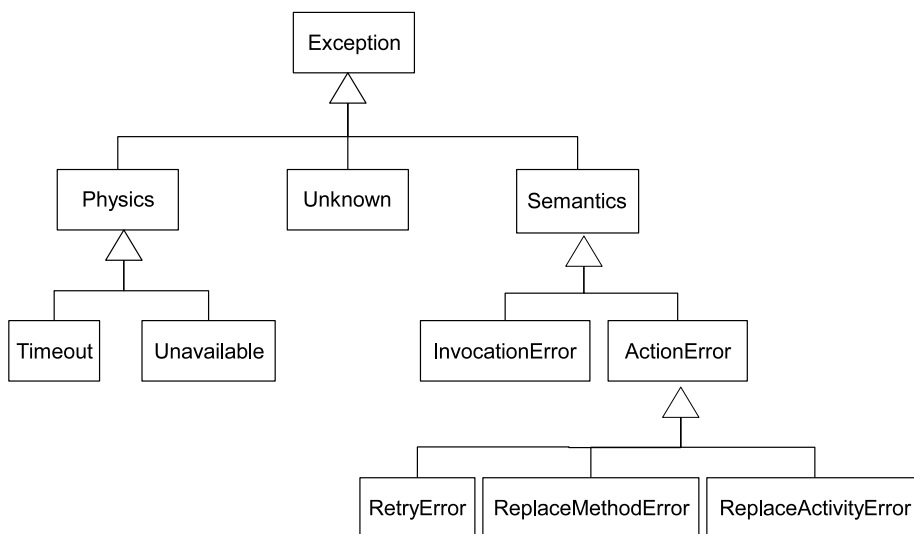 Exception
Physics
Unknown
Semantics
Timeout
Unavailable
InvocationError
ActionError
RetryError
ReplaceMethodError
ReplaceActivityError